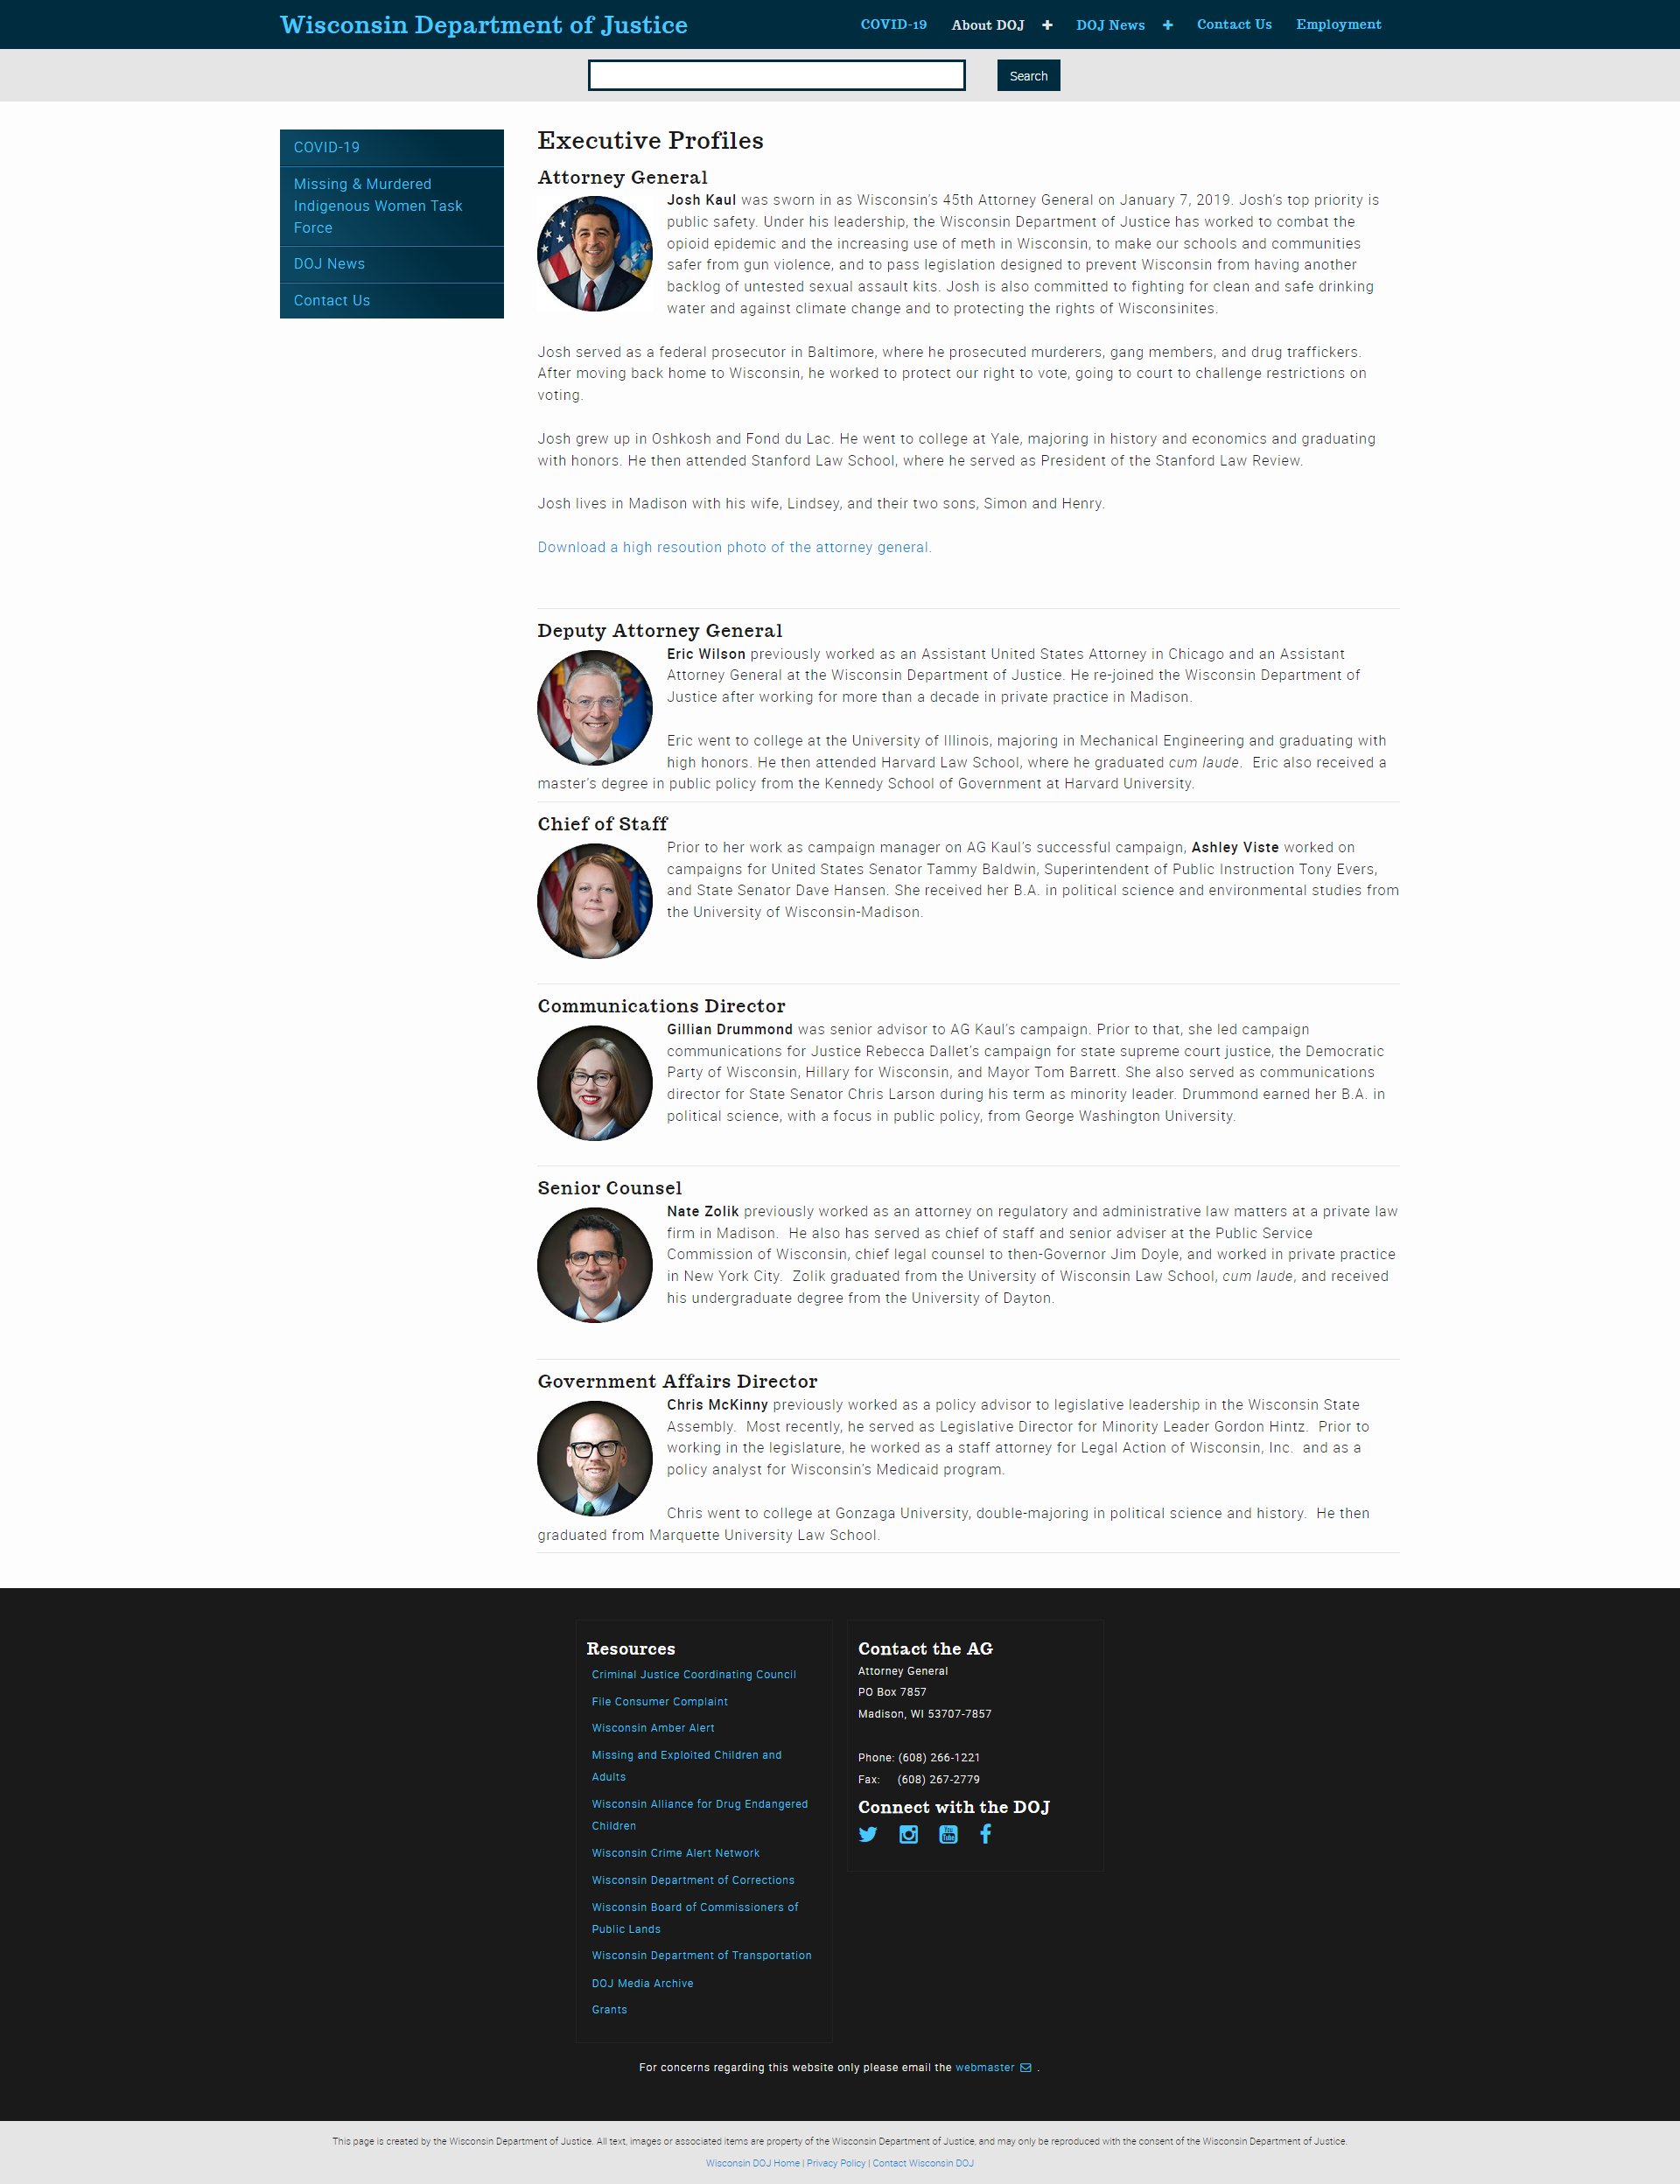 Wisconsin Department of Justice
COVID-19
About DOJ
DOJ News
Contact Us
Employment
Search
COVID-19
Missing & Murdered
Indigenous Women Task
Force
DOJ News
Contact Us
Executive Profiles
Attorney General
Josh Kaul was sworn in as Wisconsin's 45th Attorney General on January 7, 2019. Josh's top priority is
public safety. Under his leadership, the Wisconsin Department of Justice has worked to combat the
opioid epidemic and the increasing use of meth in Wisconsin, to make our schools and communities
safer from gun violence, and to pass legislation designed to prevent Wisconsin from having another
backlog of untested sexual assault kits. Josh is also committed to fighting for clean and safe drinking
water and against climate change and to protecting the rights of Wisconsinites.
Josh served as a federal prosecutor in Baltimore, where he prosecuted murderers, gang members, and drug traffickers.
After moving back home to Wisconsin, he worked to protect our right to vote, going to court to challenge restrictions on
voting.
Josh grew up in Oshkosh and Fond du Lac. He went to college at Yale, majoring in history and economics and graduating
with honors. He then attended Stanford Law School, where he served as President of the Stanford Law Review.
Josh lives in Madison with his wife, Lindsey, and their two sons, Simon and Henry.
Download a high resoution photo of the attorney general.
Deputy Attorney General
Eric Wilson previously worked as an Assistant United States Attorney in Chicago and an Assistant
Attorney General at the Wisconsin Department of Justice. He re-joined the Wisconsin Department of
Justice after working for more than a decade in private practice in Madison.
Eric went to college at the University of Illinois, majoring in Mechanical Engineering and graduating with
high honors. He then attended Harvard Law School, where he graduated cum laude. Eric also received a
master's degree in public policy from the Kennedy School of Government at Harvard University.
Chief of Staff
Prior to her work as campaign manager on AG Kaul's successful campaign, Ashley Viste worked on
campaigns for United States Senator Tammy Baldwin, Superintendent of Public Instruction Tony Evers,
and State Senator Dave Hansen. She received her B.A. in political science and environmental studies from
the University of Wisconsin-Madison.
Communications Director
Gillian Drummond was senior advisor to AG Kaul's campaign. Prior to that, she led campaign
communications for Justice Rebecca Dallet's campaign for state supreme court justice, the Democratic
Party of Wisconsin, Hillary for Wisconsin, and Mayor Tom Barrett. She also served as communications
director for State Senator Chris Larson during his term as minority leader. Drummond earned her B.A. in
political science, with a focus in public policy, from George Washington University.
Senior Counsel
Nate Zolik previously worked as an attorney on regulatory and administrative law matters at a private law
firm in Madison. He also has served as chief of staff and senior adviser at the Public Service
Commission of Wisconsin, chief legal counsel to then-Governor Jim Doyle, and worked in private practice
in New York City. Zolik graduated from the University of Wisconsin Law School, cum laude, and received
his undergraduate degree from the University of Dayton.
Government Affairs Director
Chris McKinny previously worked as a policy advisor to legislative leadership in the Wisconsin State
Assembly. Most recently, he served as Legislative Director for Minority Leader Gordon Hintz. Prior to
working in the legislature, he worked as a staff attorney for Legal Action of Wisconsin, Inc. and as a
policy analyst for Wisconsin's Medicaid program.
Chris went to college at Gonzaga University, double-majoring in political science and history. He then
graduated from Marquette University Law School.
Resources
Criminal Justice Coordinating Council
File Consumer Complaint
Wisconsin Amber Alert
Missing and Exploited Children and
Adults
Wisconsin Alliance for Drug Endangered
Children
Wisconsin Crime Alert Network
Wisconsin Department of Corrections
Wisconsin Board of Commissioners of
Public Lands
Wisconsin Department of Transportation
DOJ Media Archive
Grants
Contact the AG
Attorney General
PO Box 7857
Madison, WI 53707-7857
Phone: (608) 266-1221
Fax: (608) 267-2779
Connect with the DOJ
For concerns regarding this website only please email the webmaster .
This page is created by the Wisconsin Department of Justice. All text, images or associated items are property of the Wisconsin Department of Justice, and may only be reproduced with the consent of the Wisconsin Department of Justice.
Wisconsin DOJ Home | Privacy Policy | Contact Wisconsin DOJ